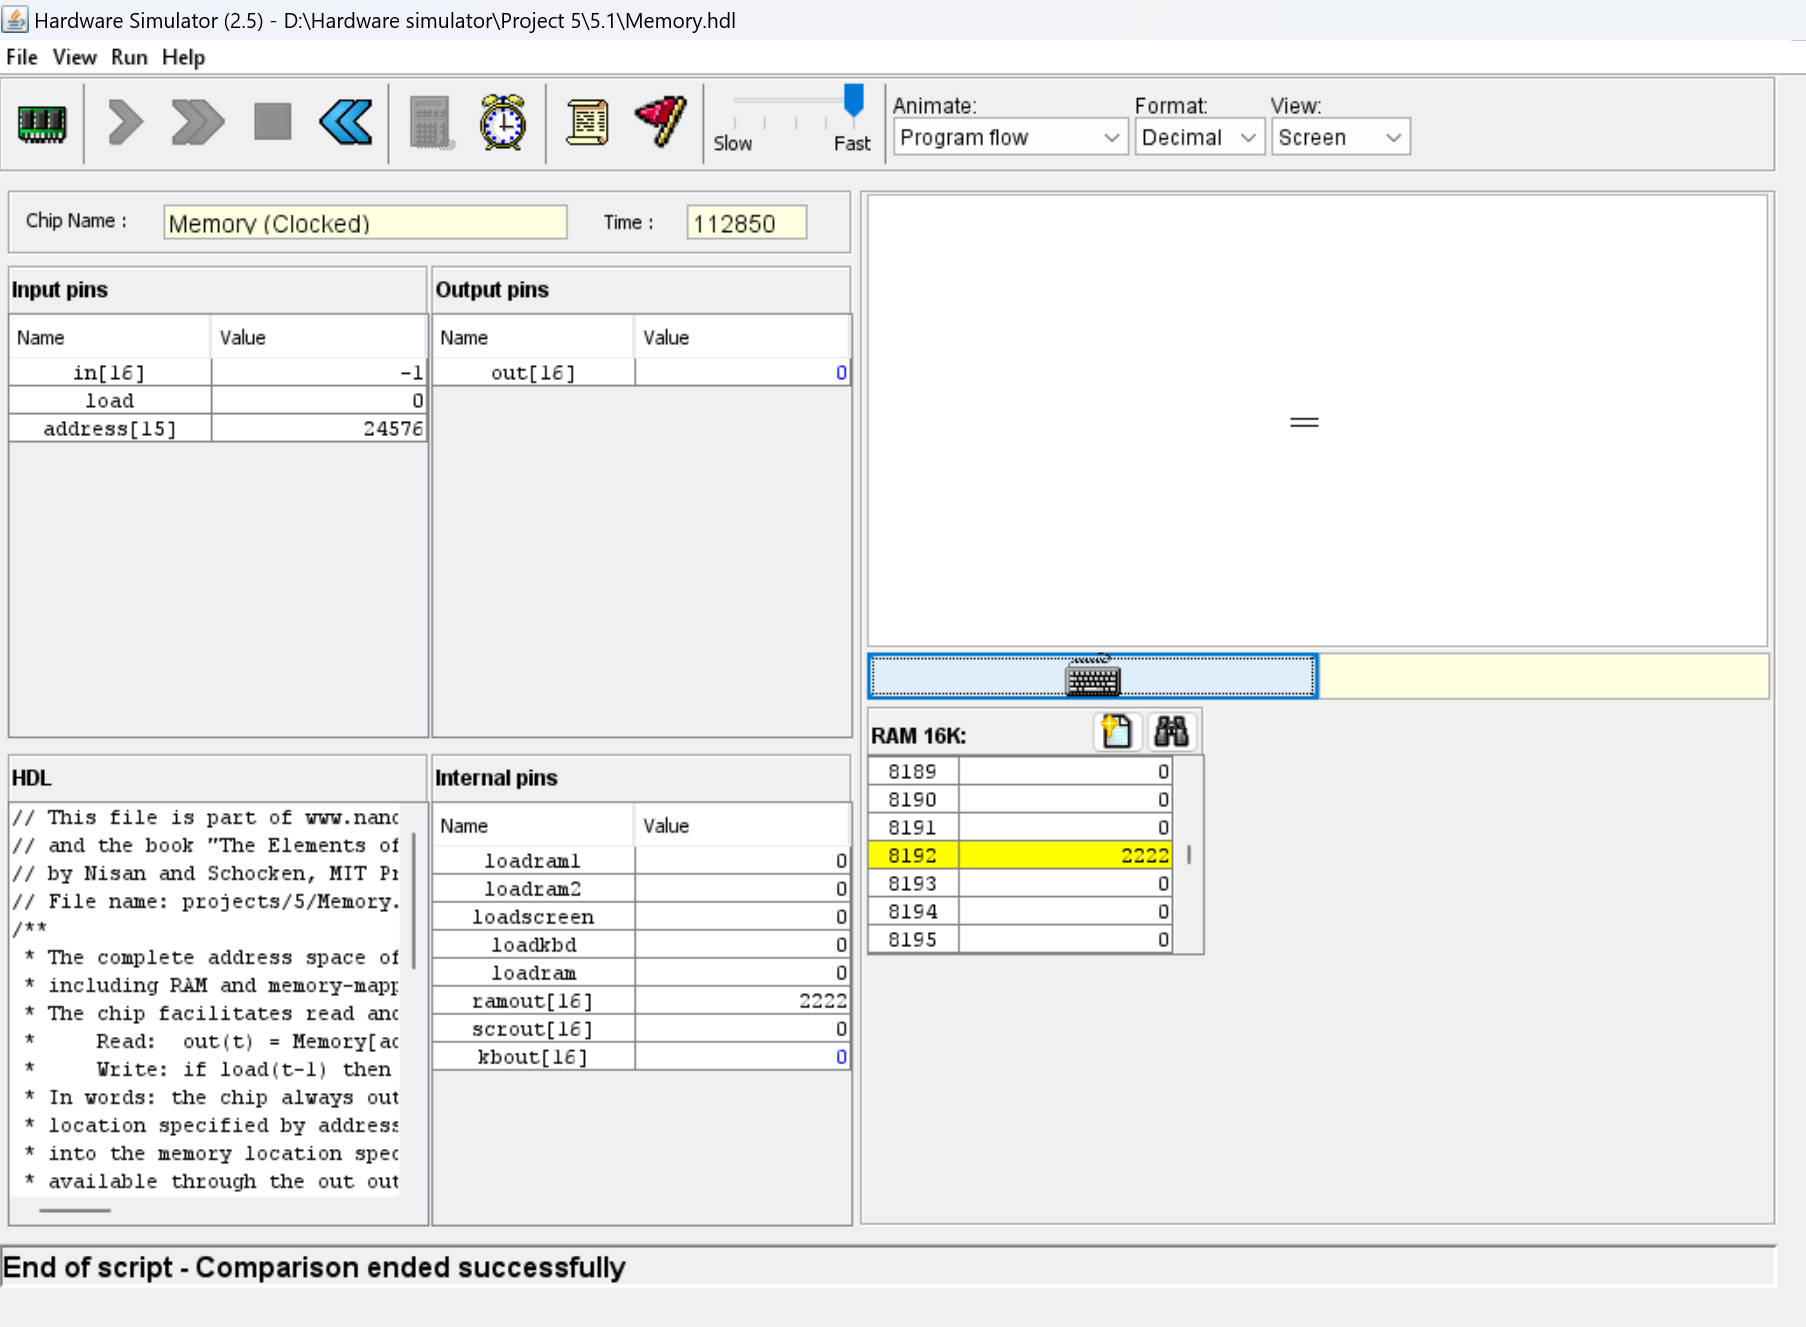 Hardware Simulator (2.5) - D:\Hardware simulator\Project 5\5.1\Memory.hdl
File View Run Help
Slow Fast
Animate: Format: View:
Program flow Decimal Screen
Chip Name : Memory (Clocked) Time : 112850
Input pins
Name Value
in[16] -1
load 0
address[15] 24576
Output pins
Name Value
out[16] 0
HDL
// This file is part of www.nand
// and the book "The Elements of
// by Nisan and Schocken, MIT Pr
// File name: projects/5/Memory.
/**
* The complete address space of
* including RAM and memory-mapp
* The chip facilitates read and
* Read: out(t) = Memory[ad
* Write: if load(t-1) then
* In words: the chip always out
* location specified by address
* into the memory location spec
* available through the out out
Internal pins
Name Value
loadram1 0
loadram2 0
loadscreen 0
loadkbd 0
loadram 0
ramout[16] 2222
scrout[16] 0
kbout[16] 0
RAM 16K:
8189 0
8190 0
8191 0
8192 2222
8193 0
8194 0
8195 0
End of script - Comparison ended successfully